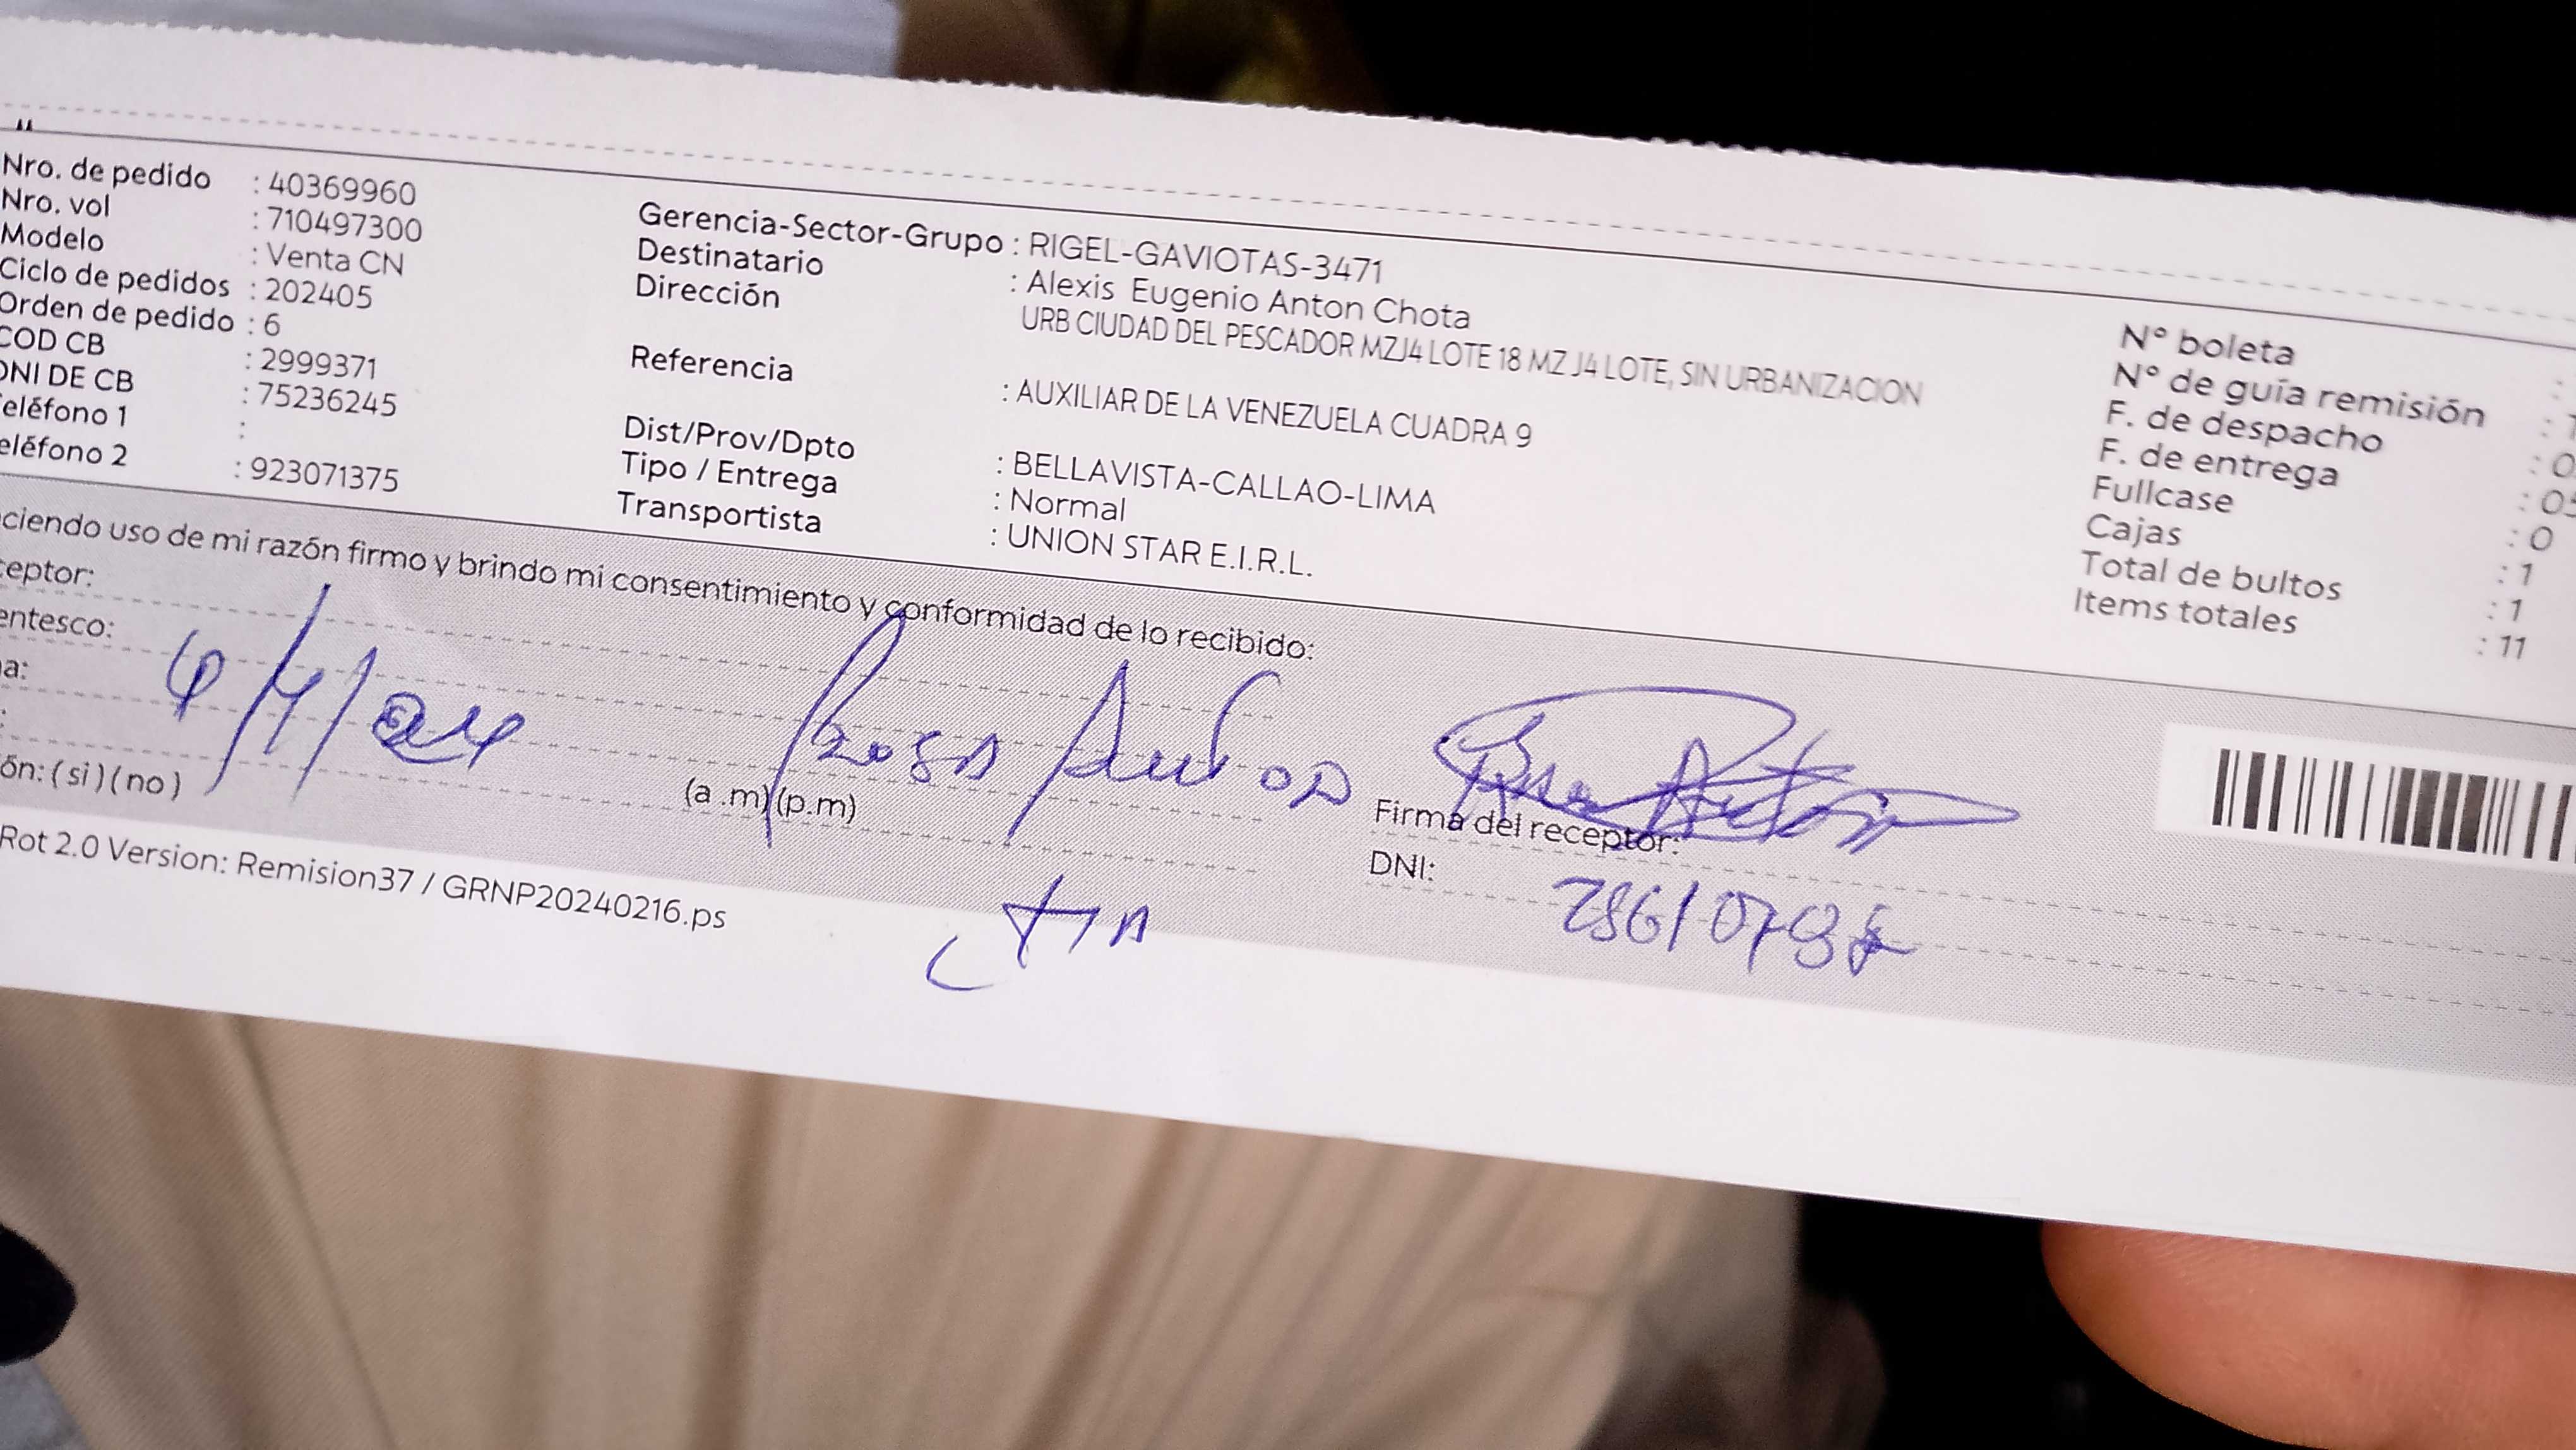 Nro. de pedido : 40369960
Nro. vol : 710497300
Modelo : Venta CN
Ciclo de pedidos : 202405
Orden de pedido : 6
COD CB : 2999371
DNI DE CB : 75236245
eléfono 1 :
eléfono 2 : 923071375
Gerencia-Sector-Grupo : RIGEL-GAVIOTAS-3471
Destinatario : Alexis Eugenio Anton Chota
Dirección URB CIUDAD DEL PESCADOR MZJ4 LOTE 18 MZ J4 LOTE, SIN URBANIZACION
Referencia : AUXILIAR DE LA VENEZUELA CUADRA 9
Dist/Prov/Dpto : BELLAVISTA-CALLAO-LIMA
Tipo / Entrega : Normal
Transportista : UNION STAR E.I.R.L.
N° boleta :
N° de guía remisión :
F. de despacho : 0
F. de entrega : 05
Fullcase : 0
Cajas : 1
Total de bultos : 1
Items totales : 11
ciendo uso de mi razón firmo y brindo mi consentimiento y conformidad de lo recibido:
ceptor:
entesco:
a:
ón: ( si ) ( no )
(a .m) (p.m)
Rosa Anton
Firma del receptor:
DNI:
Rot 2.0 Version: Remision37 / GRNP20240216.ps